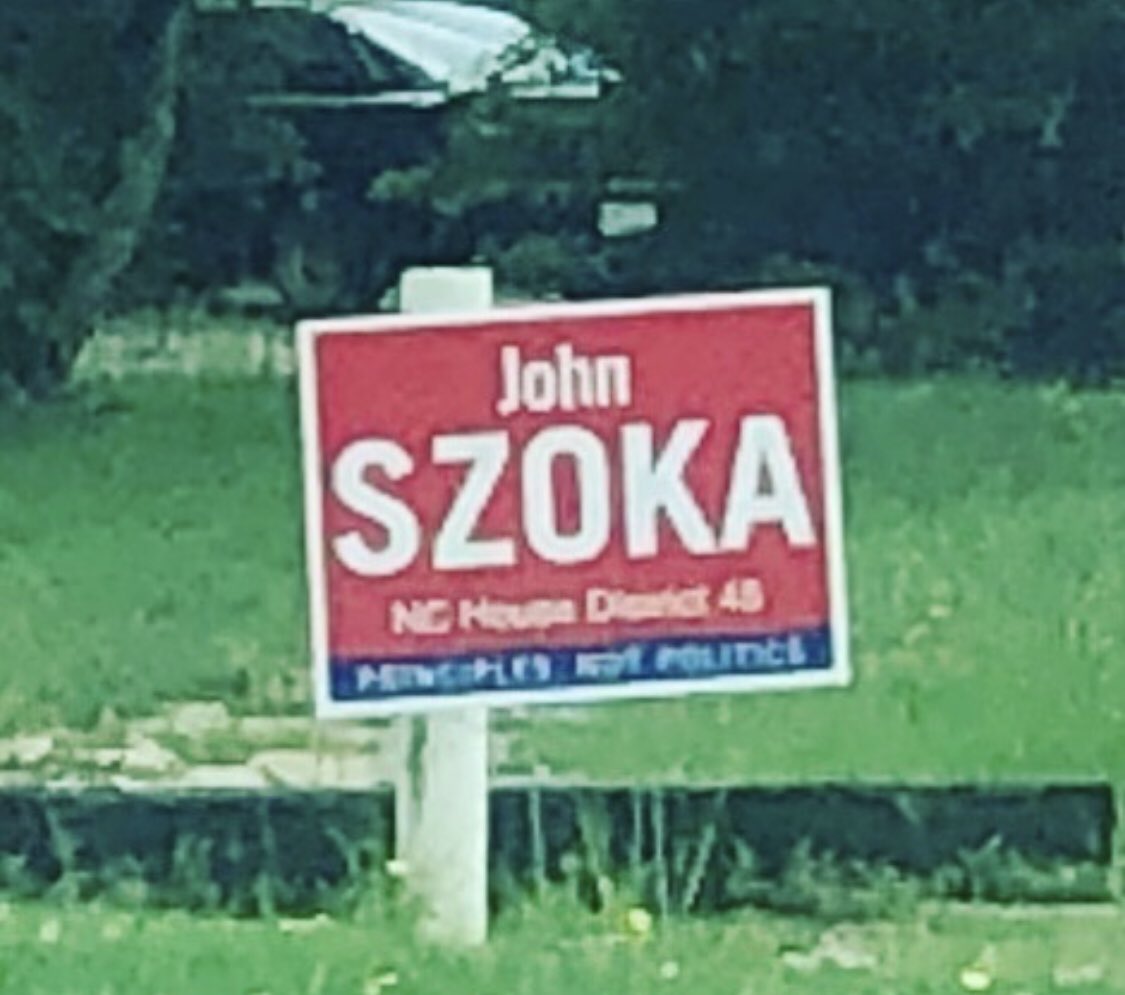 John
SZOKA
NC House District 45
PRINCIPLES NOT POLITICS